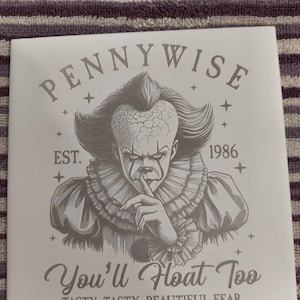 PENNYWISE
EST. 1986
You'll Float Too
TASTY, TASTY, BEAUTIFUL FEAR